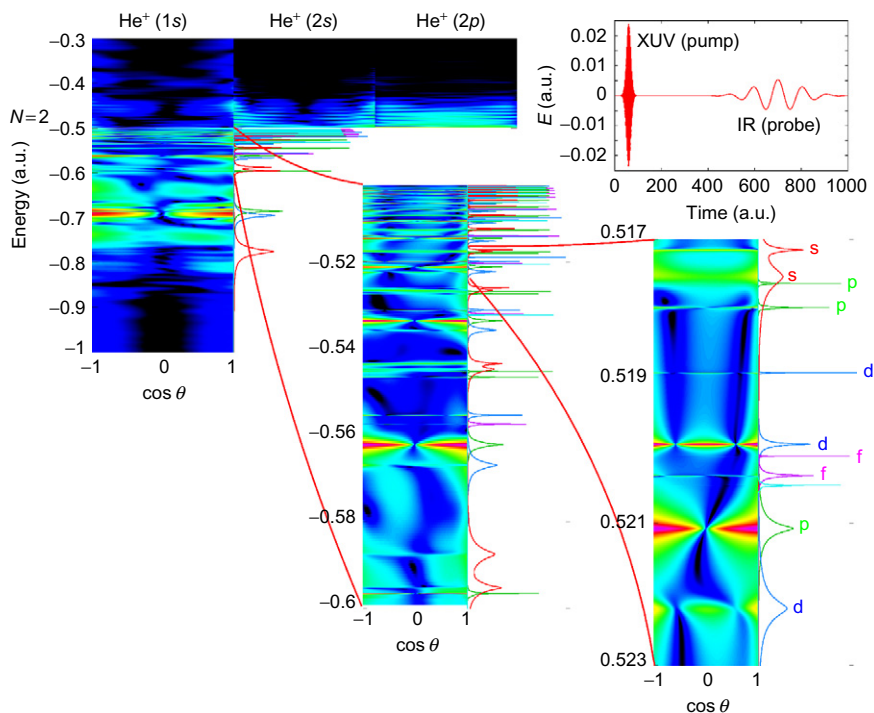 He⁺ (1s) He⁺ (2s) He⁺ (2p)
−0.3
−0.4
N=2
−0.5
−0.6
−0.7
−0.8
−0.9
−1
Energy (a.u.)
−1 0 1
cos θ
−0.52
−0.54
−0.56
−0.58
−0.6
−1 0 1
cos θ
0.02
0.01
0
−0.01
−0.02
E (a.u.)
XUV (pump)
IR (probe)
0 200 400 600 800 1000
Time (a.u.)
0.517
0.519
0.521
0.523
s
s
p
p
d
d
f
f
p
d
−1 0 1
cos θ